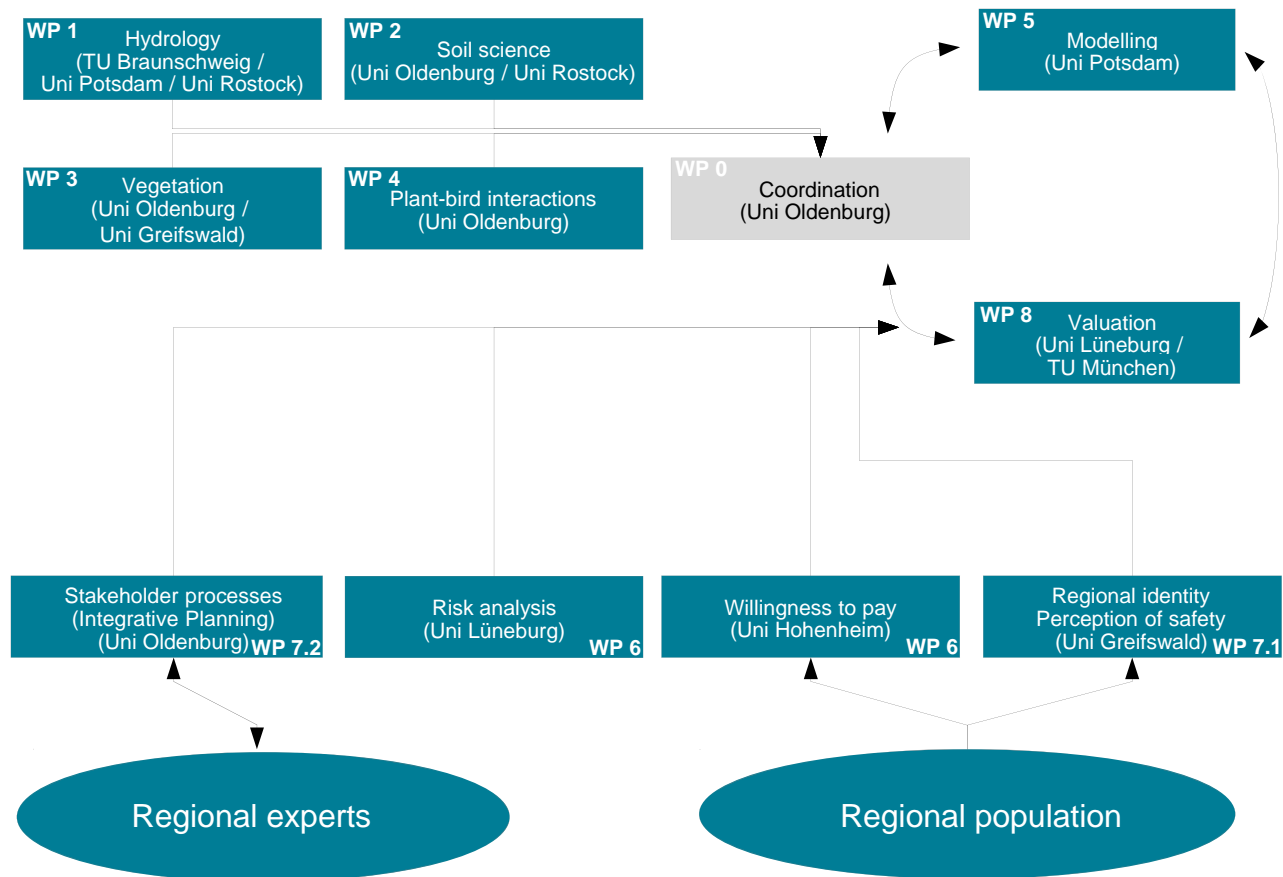 WP 1
Hydrology
(TU Braunschweig /
Uni Potsdam / Uni Rostock)
WP 2
Soil science
(Uni Oldenburg / Uni Rostock)
WP 5
Modelling
(Uni Potsdam)
WP 3
Vegetation
(Uni Oldenburg /
Uni Greifswald)
WP 4
Plant-bird interactions
(Uni Oldenburg)
WP 0
Coordination
(Uni Oldenburg)
WP 8
Valuation
(Uni Lüneburg /
TU München)
Stakeholder processes
(Integrative Planning)
(Uni Oldenburg)
WP 7.2
Risk analysis
(Uni Lüneburg)
WP 6
Willingness to pay
(Uni Hohenheim)
WP 6
Regional identity
Perception of safety
(Uni Greifswald)
WP 7.1
Regional experts
Regional population